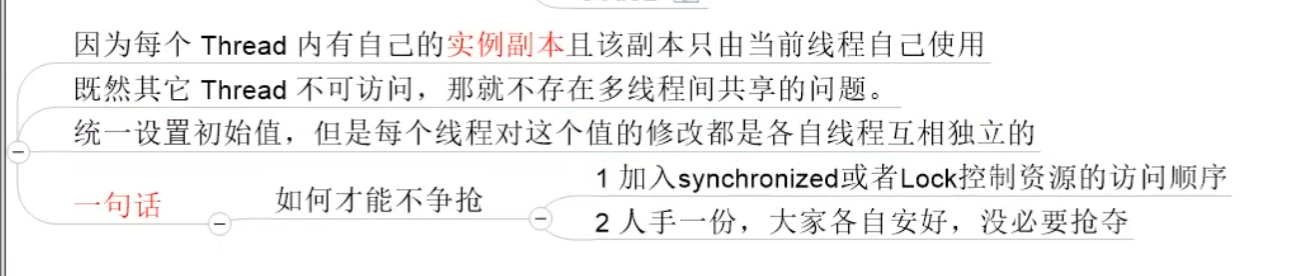 因为每个 Thread 内有自己的实例副本且该副本只由当前线程自己使用
既然其它 Thread 不可访问，那就不存在多线程间共享的问题。
统一设置初始值，但是每个线程对这个值的修改都是各自线程互相独立的
一句话
如何才能不争抢
1 加入synchronized或者Lock控制资源的访问顺序
2 人手一份，大家各自安好，没必要抢夺